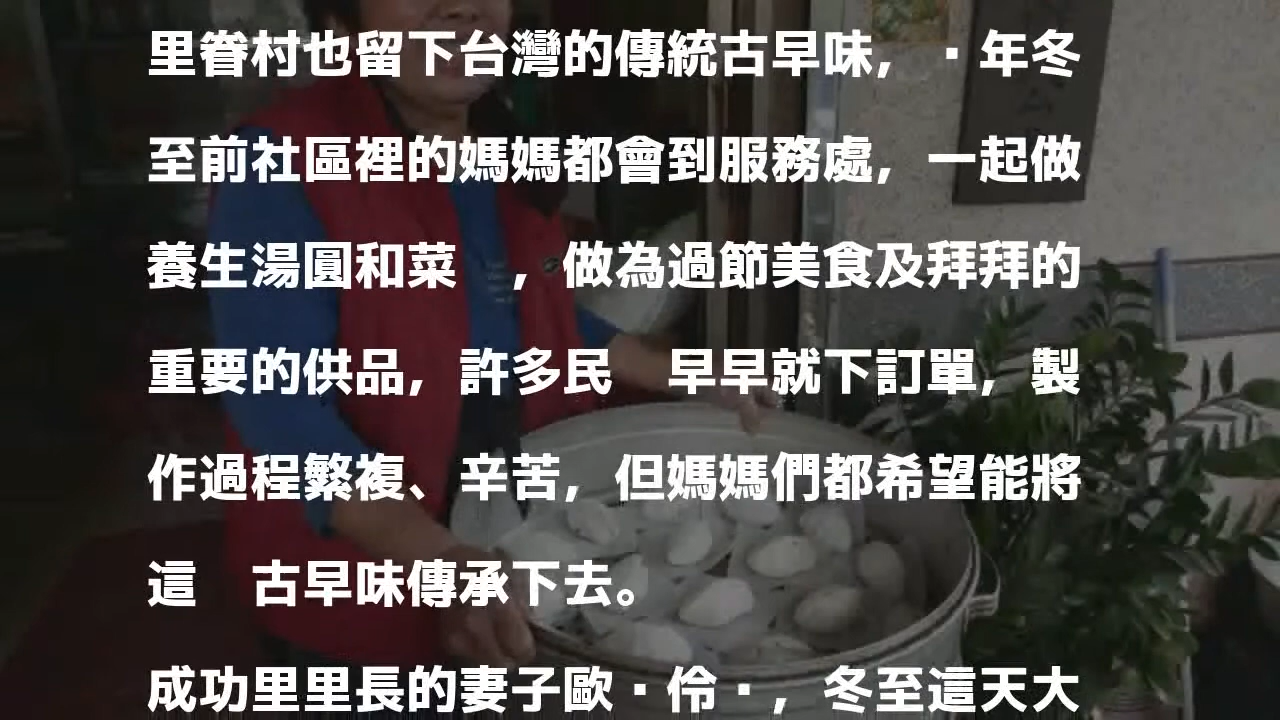 里眷村也留下台灣的傳統古早味，▪年冬
至前社區裡的媽媽都會到服務處，一起做
養生湯圓和菜　，做為過節美食及拜拜的
重要的供品，許多民　早早就下訂單，製
作過程繁複、辛苦，但媽媽們都希望能將
這　古早味傳承下去。
成功里里長的妻子歐▪伶▪，冬至這天大